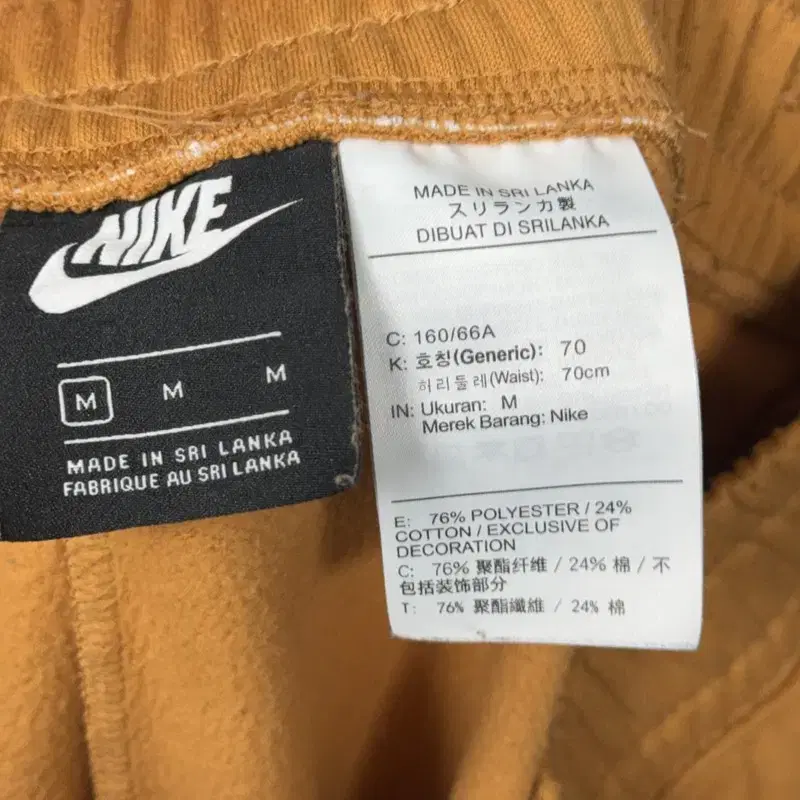 NIKE
M M M
MADE IN SRI LANKA
FABRIQUE AU SRI LANKA
MADE IN SRI LANKA
スリランカ製
DIBUAT DI SRILANKA
C: 160/66A
K: 호칭(Generic): 70
허리둘레(Waist): 70cm
IN: Ukuran: M
Merek Barang: Nike
E: 76% POLYESTER / 24%
COTTON / EXCLUSIVE OF
DECORATION
C: 76% 聚酯纤维 / 24% 棉 / 不
包括装饰部分
T: 76% 聚酯纖維 / 24% 棉